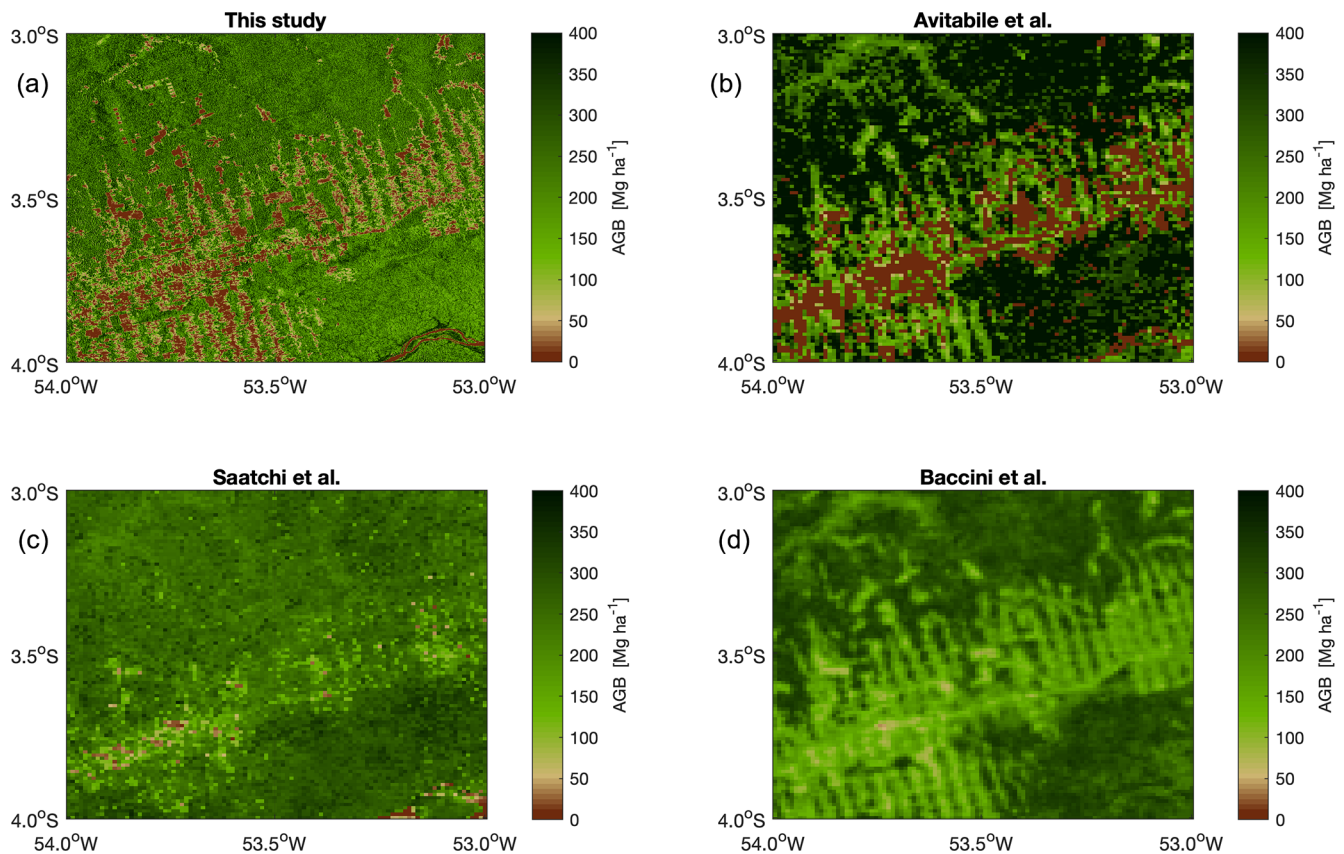 This study
(a)
3.0°S
3.5°S
4.0°S
54.0°W
53.5°W
53.0°W
400
350
300
250
200
150
100
50
0
AGB [Mg ha⁻¹]
Avitabile et al.
(b)
3.0°S
3.5°S
4.0°S
54.0°W
53.5°W
53.0°W
400
350
300
250
200
150
100
50
0
AGB [Mg ha⁻¹]
Saatchi et al.
(c)
3.0°S
3.5°S
4.0°S
54.0°W
53.5°W
53.0°W
400
350
300
250
200
150
100
50
0
AGB [Mg ha⁻¹]
Baccini et al.
(d)
3.0°S
3.5°S
4.0°S
54.0°W
53.5°W
53.0°W
400
350
300
250
200
150
100
50
0
AGB [Mg ha⁻¹]